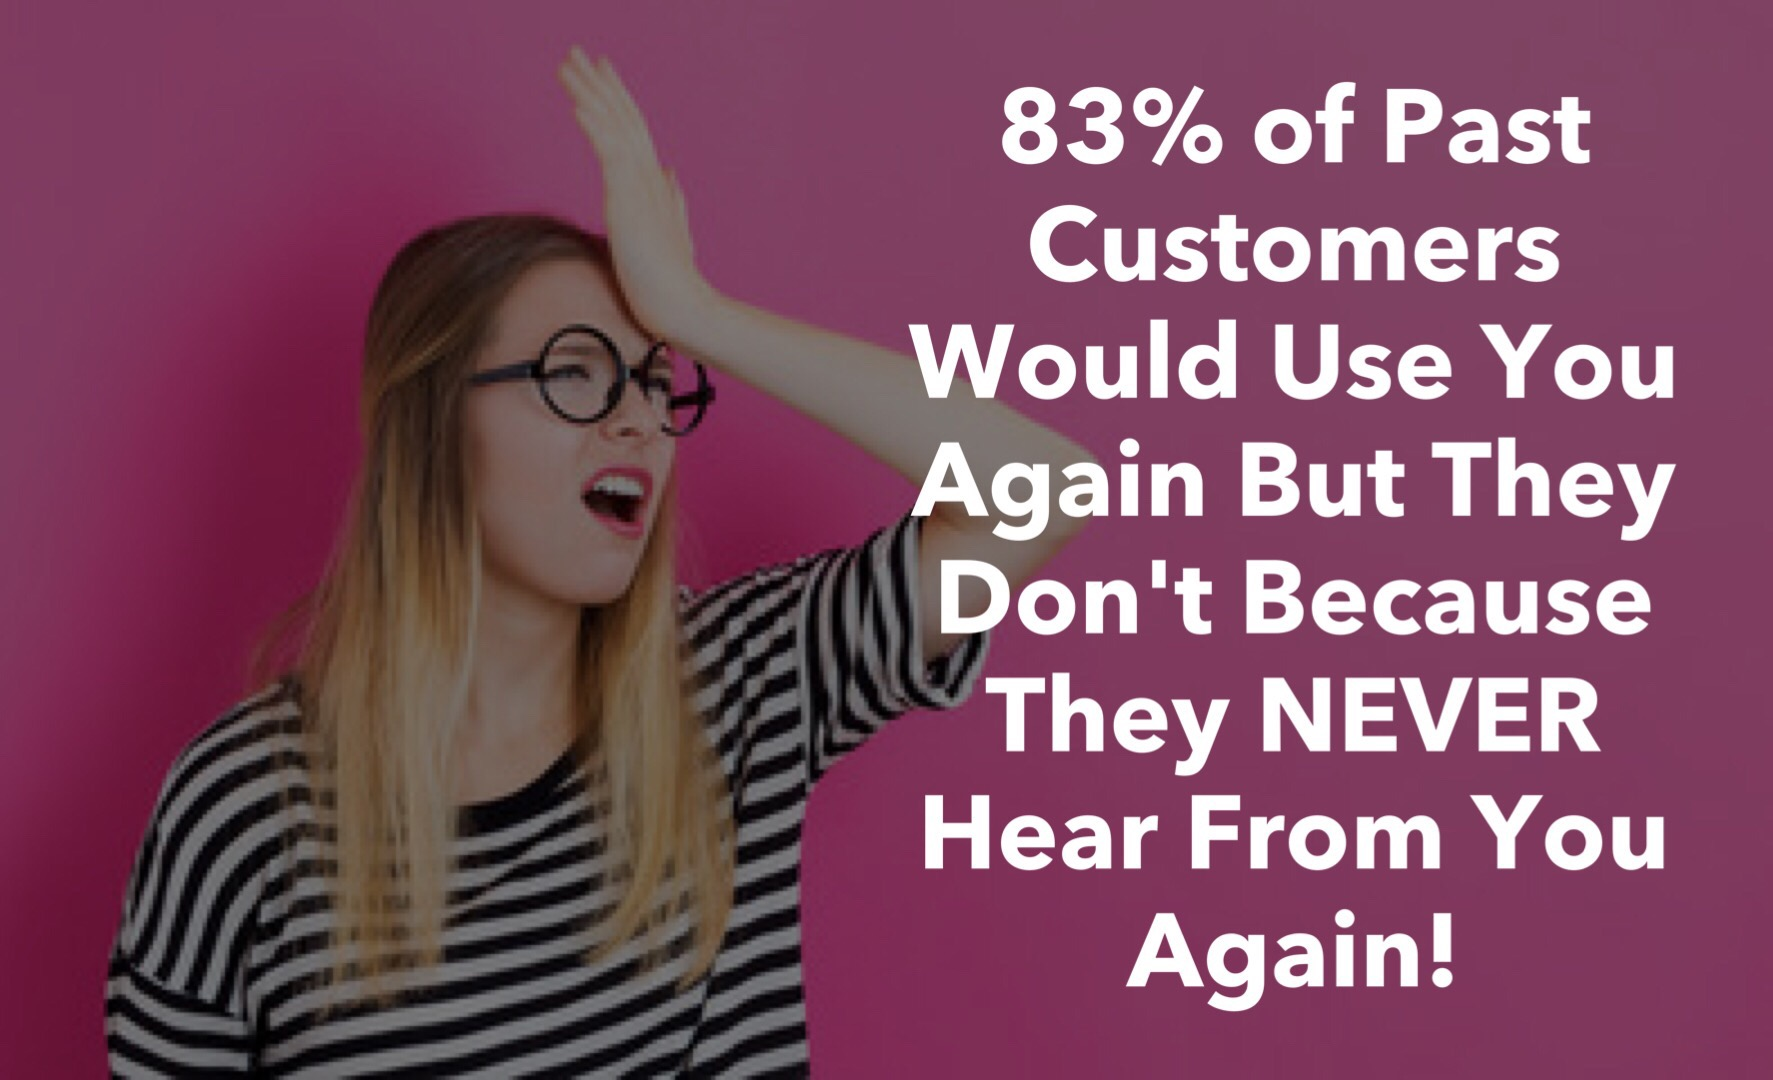 83% of Past
Customers
Would Use You
Again But They
Don't Because
They NEVER
Hear From You
Again!